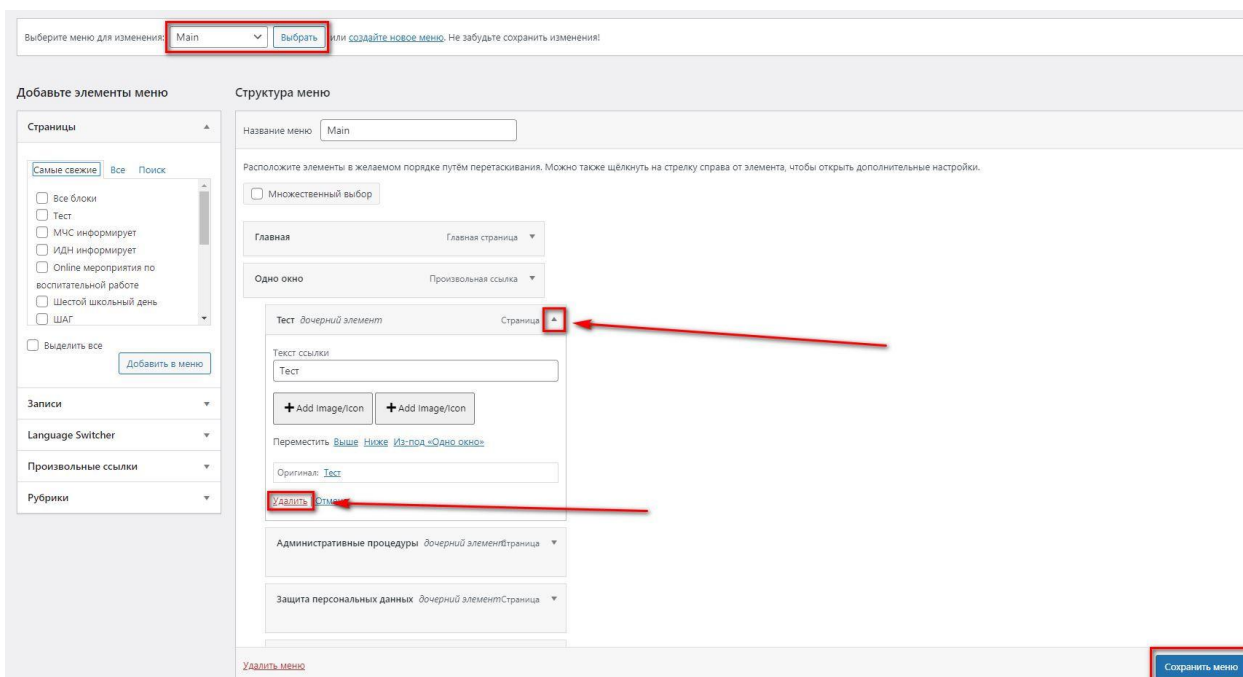 Выберите меню для изменения: Main Выбрать или создайте новое меню. Не забудьте сохранить изменения!
Добавьте элементы меню
Страницы
Самые свежие Все Поиск
Все блоки
Тест
МЧС информирует
ИДН информирует
Online мероприятия по
воспитательной работе
Шестой школьный день
ШАГ
Выделить все
Добавить в меню
Записи
Language Switcher
Произвольные ссылки
Рубрики
Структура меню
Название меню Main
Расположите элементы в желаемом порядке путём перетаскивания. Можно также щёлкнуть на стрелку справа от элемента, чтобы открыть дополнительные настройки.
Множественный выбор
Главная Главная страница
Одно окно Произвольная ссылка
Тест дочерний элемент Страница
Текст ссылки
Тест
+ Add Image/Icon + Add Image/Icon
Переместить Выше Ниже Из-под «Одно окно»
Оригинал: Тест
Удалить
Административные процедуры дочерний элемент Страница
Защита персональных данных дочерний элемент Страница
Удалить меню
Сохранить меню